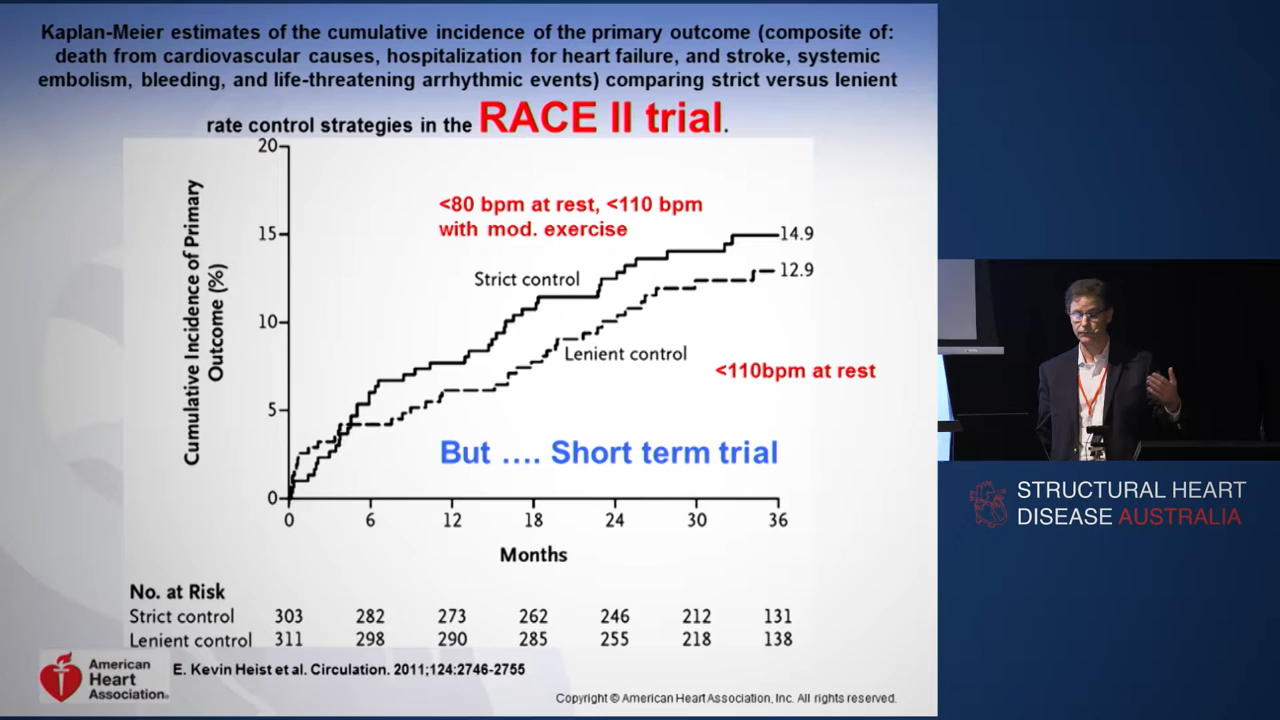 Kaplan-Meier estimates of the cumulative incidence of the primary outcome (composite of:
death from cardiovascular causes, hospitalization for heart failure, and stroke, systemic
embolism, bleeding, and life-threatening arrhythmic events) comparing strict versus lenient
rate control strategies in the RACE II trial.
20
15
10
5
0
Cumulative Incidence of Primary
Outcome (%)
<80 bpm at rest, <110 bpm
with mod. exercise
14.9
Strict control
12.9
Lenient control
<110bpm at rest
But .... Short term trial
0 6 12 18 24 30 36
Months
No. at Risk
Strict control 303 282 273 262 246 212 131
Lenient control 311 298 290 285 255 218 138
American
Heart
Association®
E. Kevin Heist et al. Circulation. 2011;124:2746-2755
Copyright © American Heart Association, Inc. All rights reserved.
STRUCTURAL HEART
DISEASE AUSTRALIA